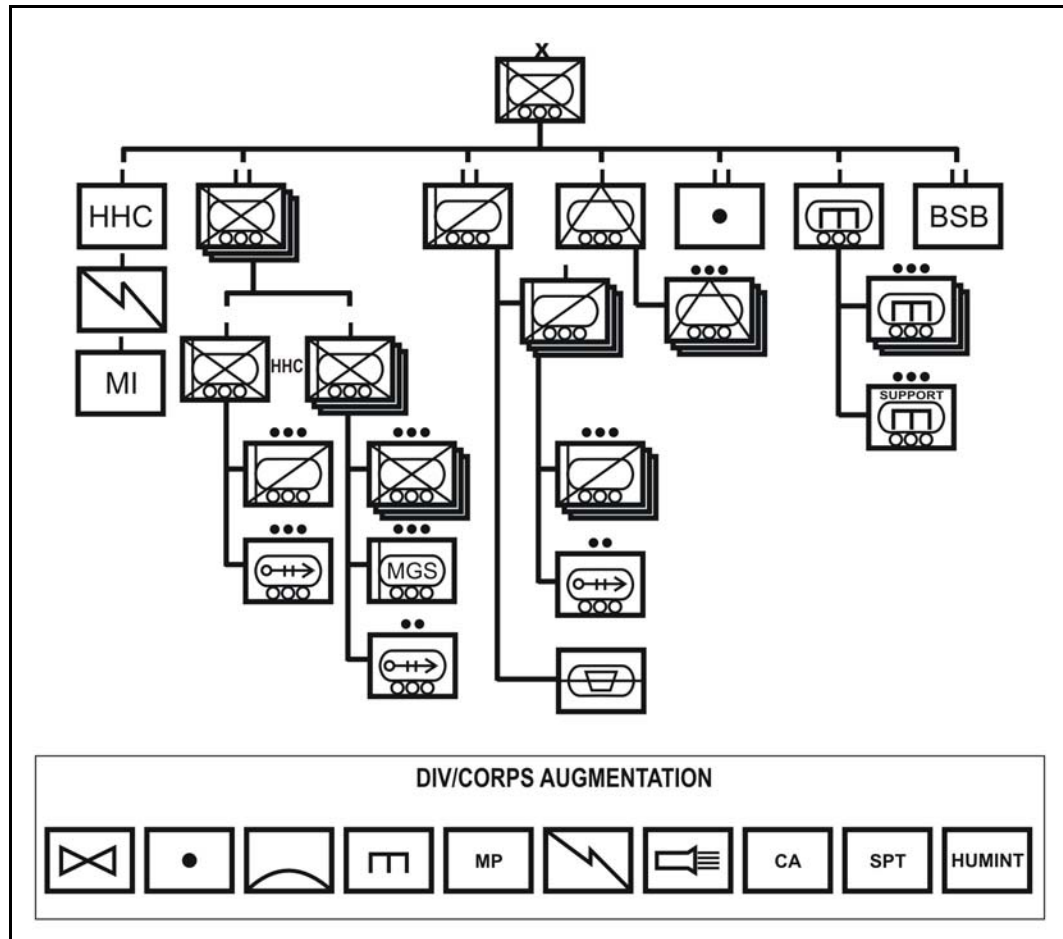 X
HHC
BSB
MI
HHC
SUPPORT
MGS
DIV/CORPS AUGMENTATION
MP
CA
SPT
HUMINT